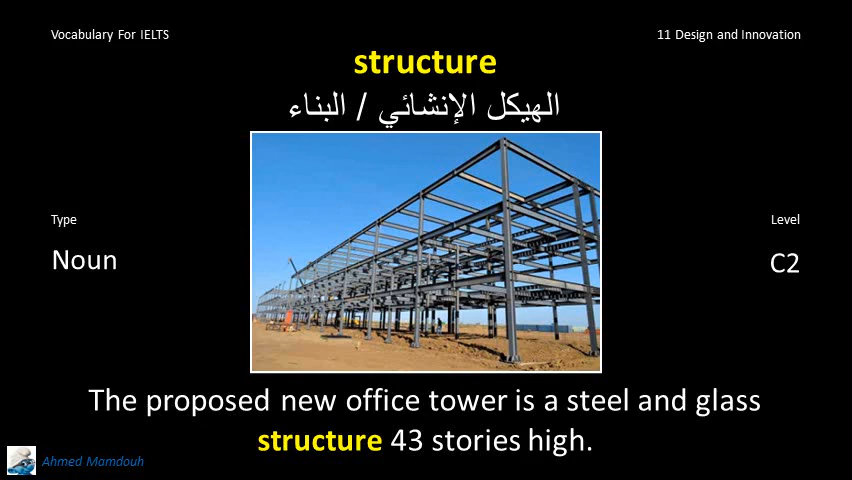 Vocabulary For IELTS
11 Design and Innovation
structure
الهيكل الإنشائي / البناء
Type
Level
Noun
C2
The proposed new office tower is a steel and glass
structure 43 stories high.
Ahmed Mamdouh